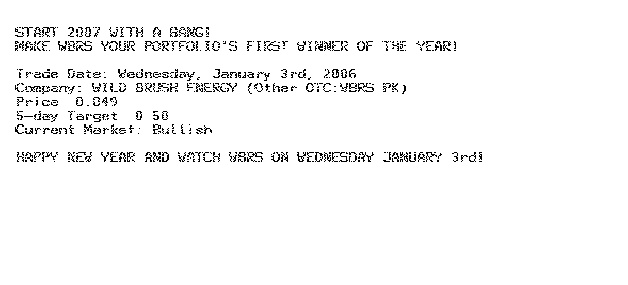 START 2007 WITH A BANG!
MAKE WBRS YOUR PORTFOLIO'S FIRST WINNER OF THE YEAR!
Trade Date: Wednesday, January 3rd, 2006
Company: WILD BRUSH ENERGY (Other OTC:WBRS PK)
Price 0.049
5-day Target 0 50
Current Market: Bullish
HAPPY NEW YEAR AND WATCH WBRS ON WEDNESDAY JANUARY 3rd!